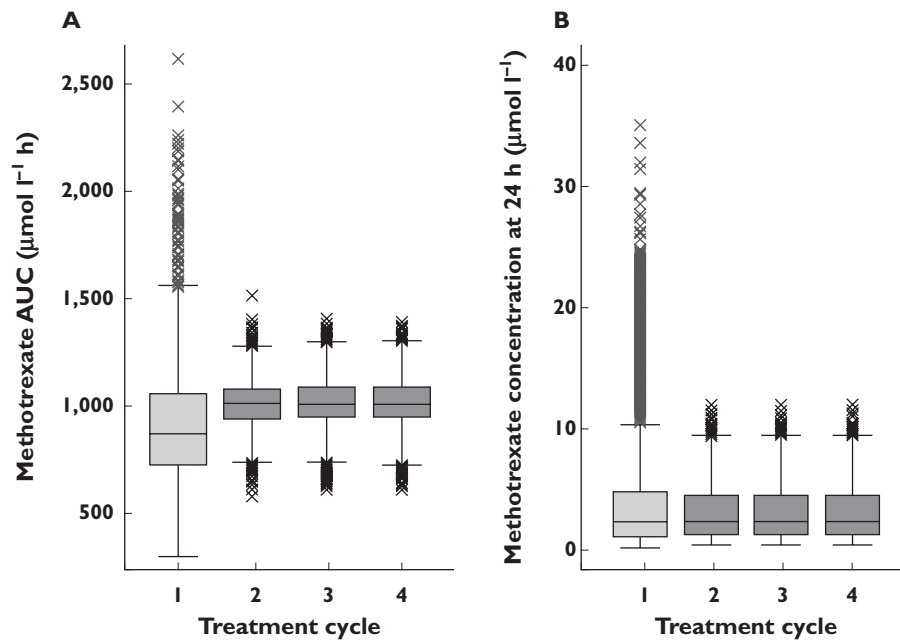 A
Methotrexate AUC (μmol l⁻¹ h)
2,500
2,000
1,500
1,000
500
1 2 3 4
Treatment cycle
B
Methotrexate concentration at 24 h (μmol l⁻¹)
40
30
20
10
0
1 2 3 4
Treatment cycle